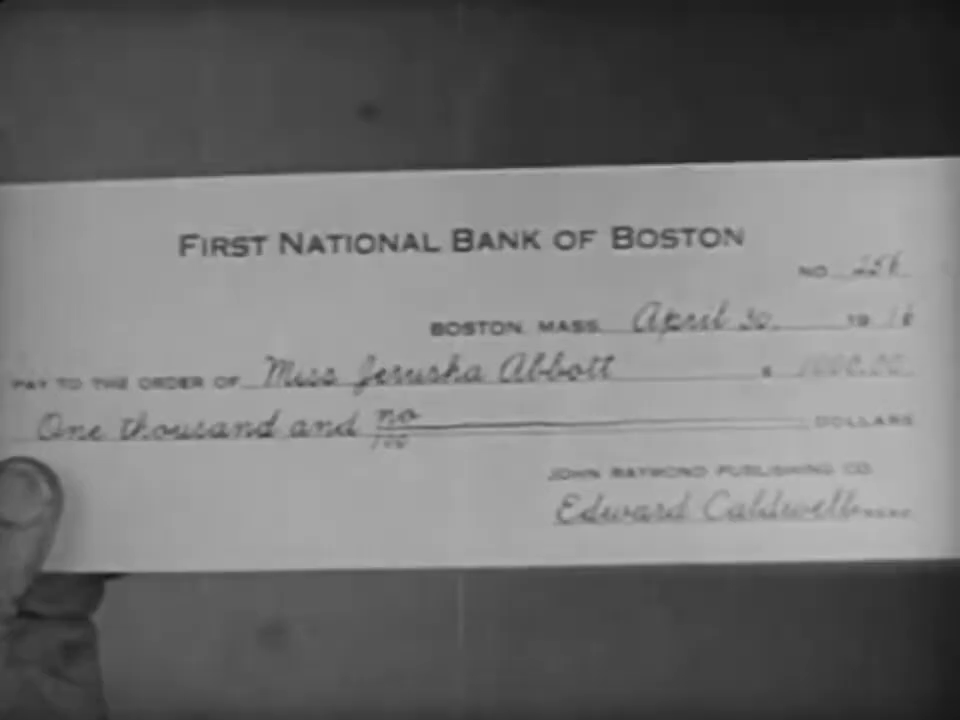 FIRST NATIONAL BANK OF BOSTON
NO. 256
BOSTON, MASS. April 30, 1918
PAY TO THE ORDER OF Miss Jerusha Abbott $ 1000.00
One thousand and no/100 DOLLARS
JOHN RAYMOND PUBLISHING CO.
Edward Caldwell